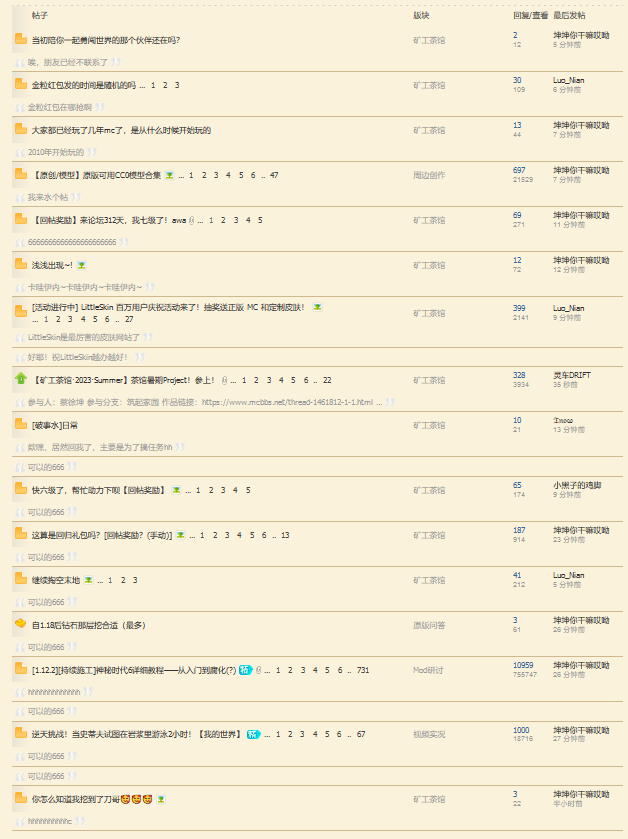 帖子 版块 回复/查看 最后发帖
当初陪你一起勇闯世界的那个伙伴还在吗? 矿工茶馆 2 坤坤你干嘛哎呦
12 5 分钟前
唉，朋友已经不联系了
金粒红包发的时间是随机的吗 ... 1 2 3 矿工茶馆 30 Luo_Nian
109 6 分钟前
金粒红包在哪抢啊
大家都已经玩了几年mc了，是从什么时候开始玩的 矿工茶馆 13 坤坤你干嘛哎呦
44 7 分钟前
2010年开始玩的
【原创/模型】原版可用CC0模型合集 ... 1 2 3 4 5 6 .. 47 周边创作 697 坤坤你干嘛哎呦
21529 7 分钟前
我来水个帖
【回帖奖励】来论坛312天，我七级了！awa ... 1 2 3 4 5 矿工茶馆 69 坤坤你干嘛哎呦
271 11 分钟前
6666666666666666666666
浅浅出现~! 矿工茶馆 12 坤坤你干嘛哎呦
72 12 分钟前
卡哇伊内~卡哇伊内~卡哇伊内~
[活动进行中] LittleSkin 百万用户庆祝活动来了！抽奖送正版 MC 和定制皮肤！ 矿工茶馆 399 Luo_Nian
... 1 2 3 4 5 6 .. 27 2141 9 分钟前
LittleSkin是最厉害的皮肤网站了
好耶！祝LittleSkin越办越好！
【矿工茶馆·2023·Summer】茶馆暑期Project！参上！ ... 1 2 3 4 5 6 .. 22 矿工茶馆 328 灵车DRIFT
3934 35 秒前
参与人：蔡徐坤 参与分支：筑起家园 作品链接：https://www.mcbbs.net/thread-1461812-1-1.html ...
[破事水]日常 矿工茶馆 10
21 13 分钟前
欸嘿，居然回我了，主要是为了搞任务hh
可以的666
快六级了，帮忙助力下呗【回帖奖励】 ... 1 2 3 4 5 矿工茶馆 65 小黑子的鸡脚
174 9 分钟前
可以的666
这算是回归礼包吗？[回帖奖励？(手动)] ... 1 2 3 4 5 6 .. 13 矿工茶馆 187 坤坤你干嘛哎呦
914 23 分钟前
可以的666
继续掏空末地 ... 1 2 3 矿工茶馆 41 Luo_Nian
212 5 分钟前
可以的666
自1.18后钻石那层挖合适（最多） 原版问答 3 坤坤你干嘛哎呦
61 26 分钟前
可以的666
[1.12.2][持续施工]神秘时代6详细教程——从入门到腐化(?) ... 1 2 3 4 5 6 .. 731 Mod研讨 10959 坤坤你干嘛哎呦
755747 26 分钟前
hhhhhhhhhhhhh
可以的666
逆天挑战！当史蒂夫试图在岩浆里游泳2小时！【我的世界】 ... 1 2 3 4 5 6 .. 67 视频实况 1000 坤坤你干嘛哎呦
18716 27 分钟前
可以的666
可以的666
你怎么知道我挖到了刀哥🥰🥰🥰 矿工茶馆 3 坤坤你干嘛哎呦
22 半小时前
hhhhhhhhhhc